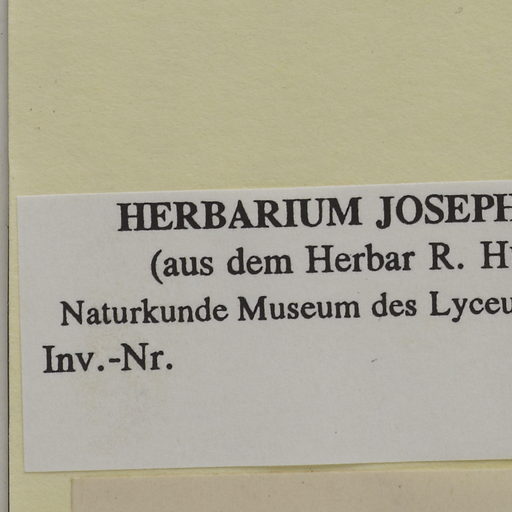 HERBARIUM JOSEPH
(aus dem Herbar R.
Naturkunde Museum des Lyceu
Inv.-Nr.